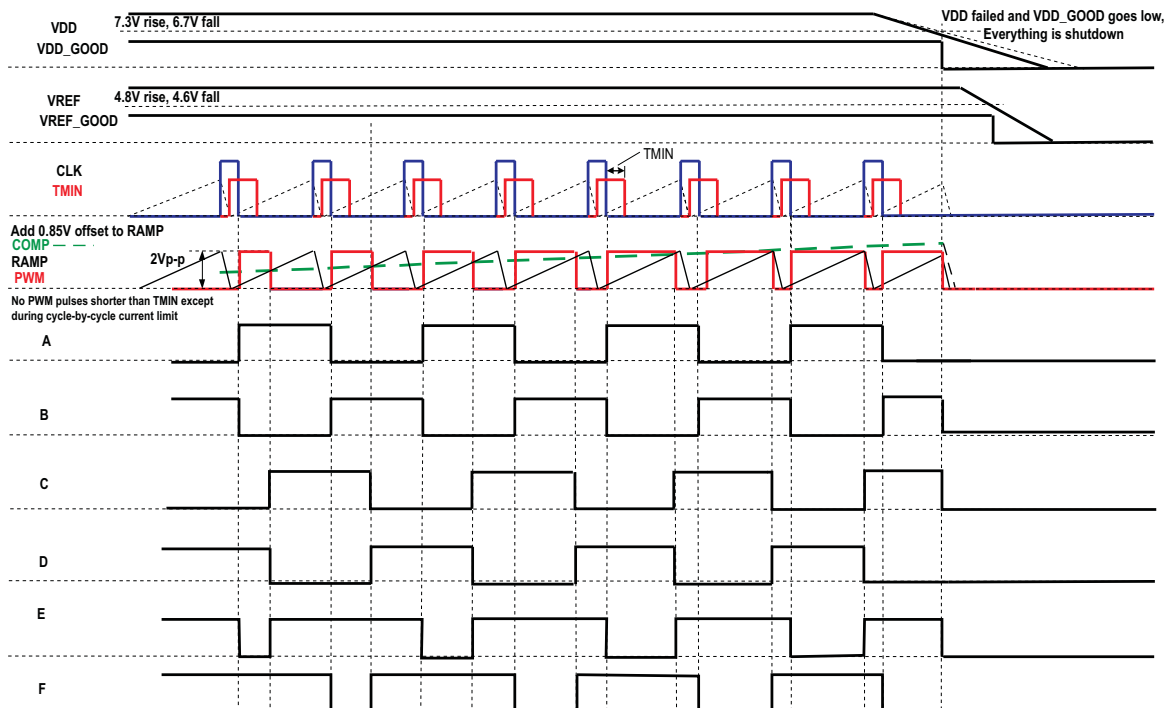 7.3V rise, 6.7V fall
VDD
VDD_GOOD
VDD failed and VDD_GOOD goes low,
Everything is shutdown
4.8V rise, 4.6V fall
VREF
VREF_GOOD
CLK
TMIN
TMIN
Add 0.85V offset to RAMP
COMP
RAMP
PWM
2Vp-p
No PWM pulses shorter than TMIN except
during cycle-by-cycle current limit
A
B
C
D
E
F